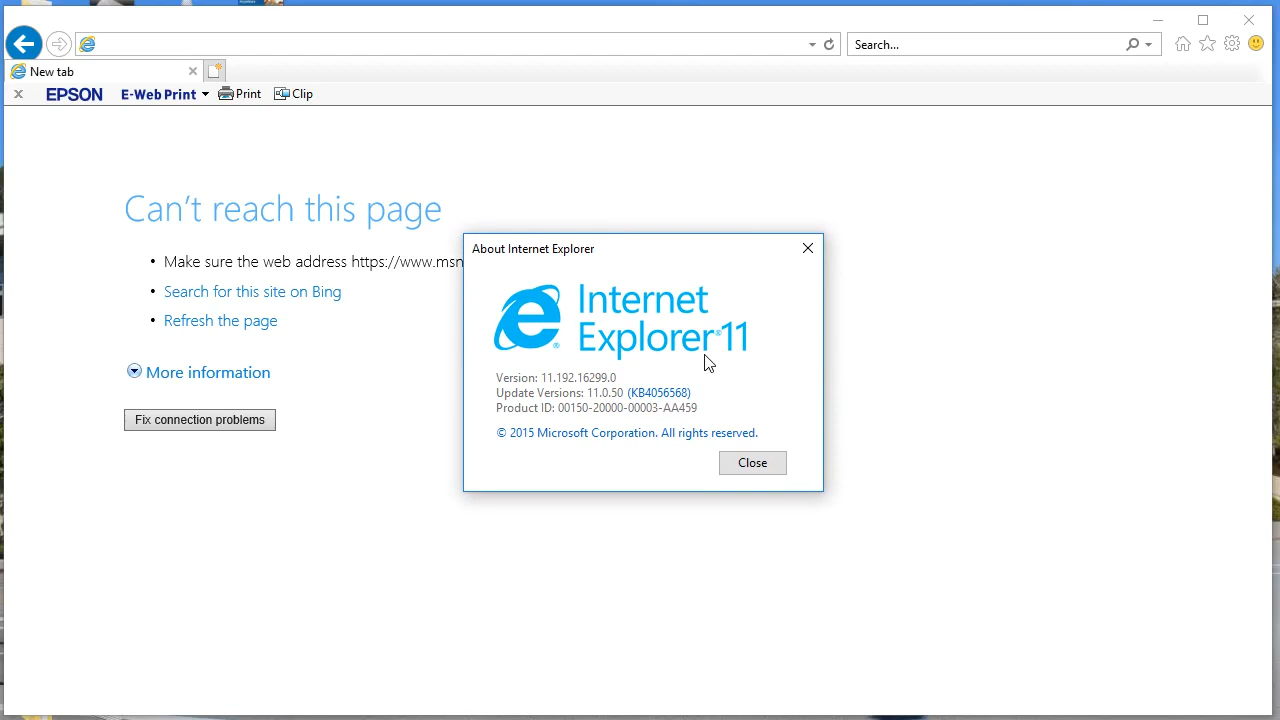 Search...
New tab
EPSON E-Web Print Print Clip
Can't reach this page
• Make sure the web address https://www.msn
• Search for this site on Bing
• Refresh the page
More information
Fix connection problems
About Internet Explorer
Internet
Explorer®11
Version: 11.192.16299.0
Update Versions: 11.0.50 (KB4056568)
Product ID: 00150-20000-00003-AA459
© 2015 Microsoft Corporation. All rights reserved.
Close